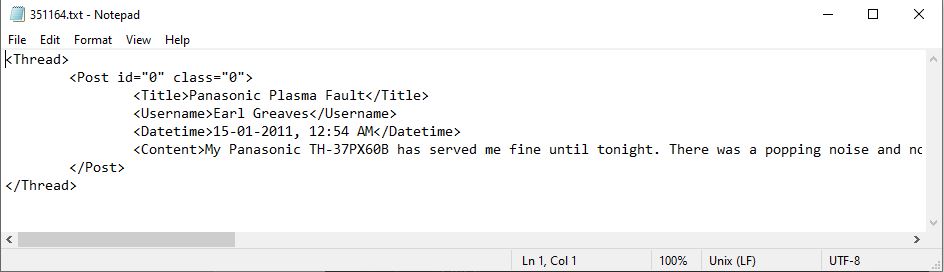 351164.txt - Notepad
File Edit Format View Help
<Thread>
<Post id="0" class="0">
<Title>Panasonic Plasma Fault</Title>
<Username>Earl Greaves</Username>
<Datetime>15-01-2011, 12:54 AM</Datetime>
<Content>My Panasonic TH-37PX60B has served me fine until tonight. There was a popping noise and
</Post>
</Thread>
Ln 1, Col 1 100% Unix (LF) UTF-8